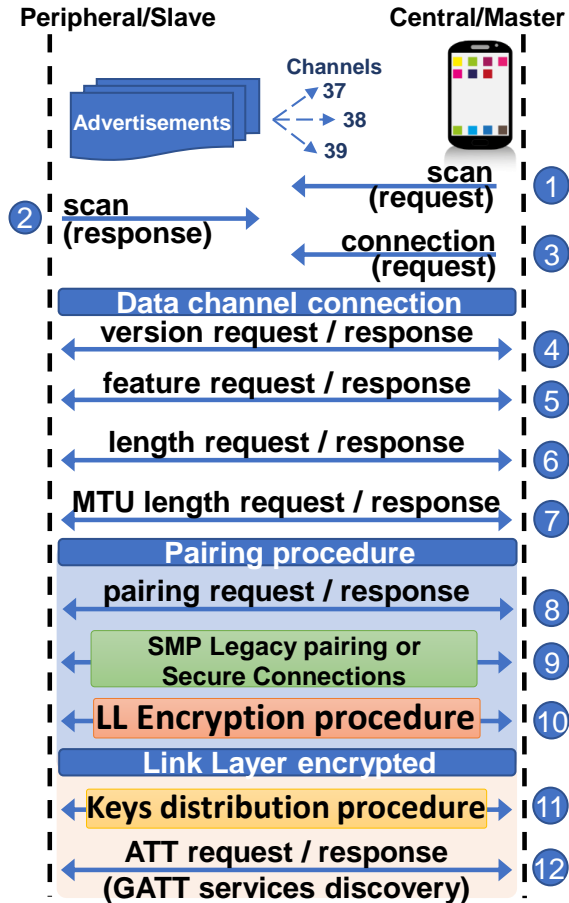 Peripheral/Slave Central/Master
Channels
37
Advertisements 38
39
scan 1
(request)
2 scan
(response)
connection 3
(request)
Data channel connection
version request / response 4
feature request / response 5
length request / response 6
MTU length request / response 7
Pairing procedure
pairing request / response 8
SMP Legacy pairing or 9
Secure Connections
LL Encryption procedure 10
Link Layer encrypted
Keys distribution procedure 11
ATT request / response 12
(GATT services discovery)